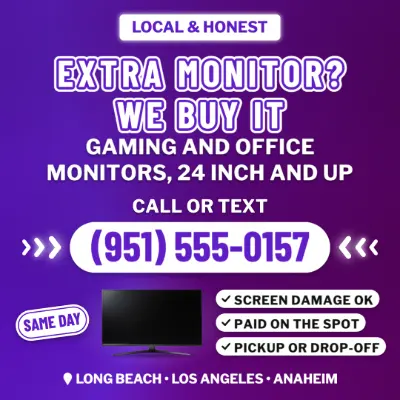 LOCAL & HONEST
EXTRA MONITOR?
WE BUY IT
GAMING AND OFFICE
MONITORS, 24 INCH AND UP
CALL OR TEXT
(951) 555-0157
SAME DAY
SCREEN DAMAGE OK
PAID ON THE SPOT
PICKUP OR DROP-OFF
LONG BEACH • LOS ANGELES • ANAHEIM